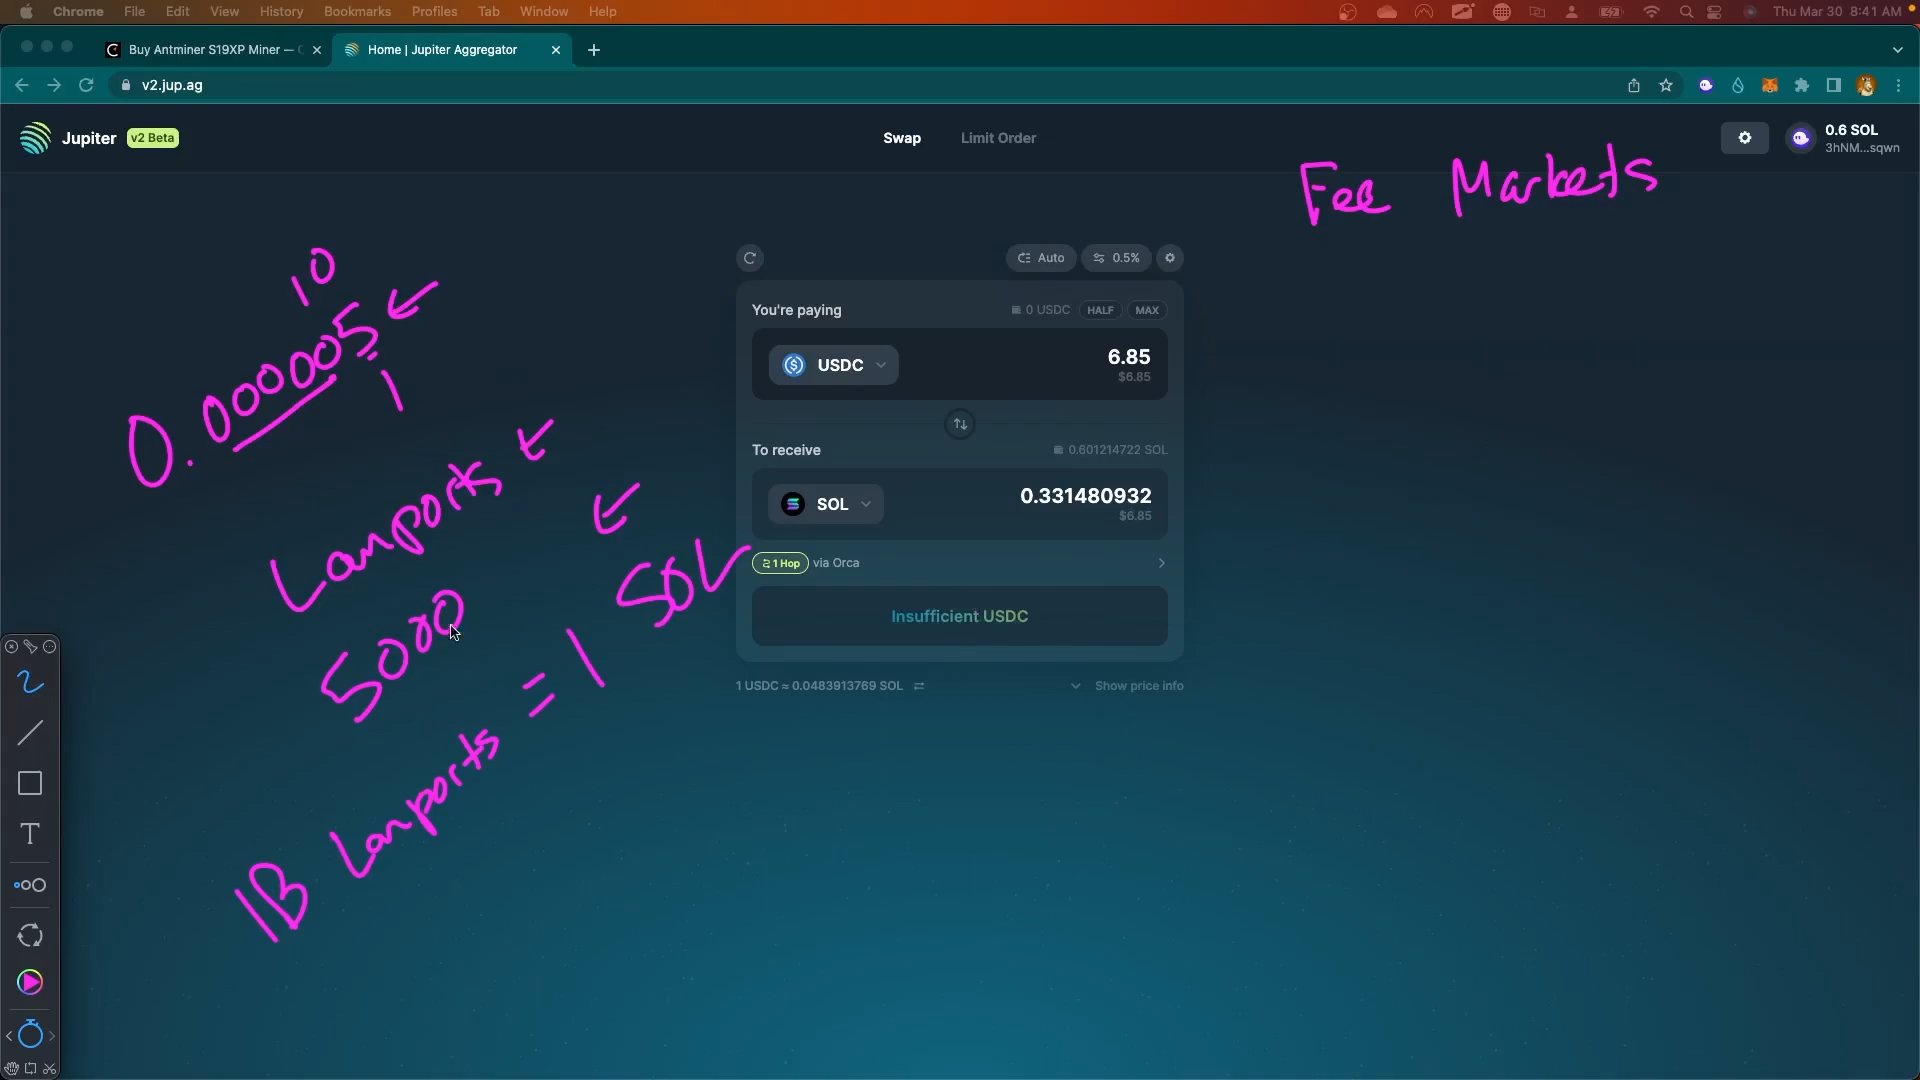 Chrome File Edit View History Bookmarks Profiles Tab Window Help Thu Mar 30 8:41 AM
Buy Antminer S19XP Miner — Home | Jupiter Aggregator
v2.jup.ag
Jupiter v2 Beta Swap Limit Order 0.6 SOL
3hNM...sqwn
Fee Markets
10
0.000005
1
Lamports
5000
1B Lamports = 1 SOL
Auto 0.5%
You're paying 0 USDC HALF MAX
USDC 6.85
$6.85
To receive 0.601214722 SOL
SOL 0.331480932
$6.85
1 Hop via Orca
Insufficient USDC
1 USDC ≈ 0.0483913769 SOL Show price info
T